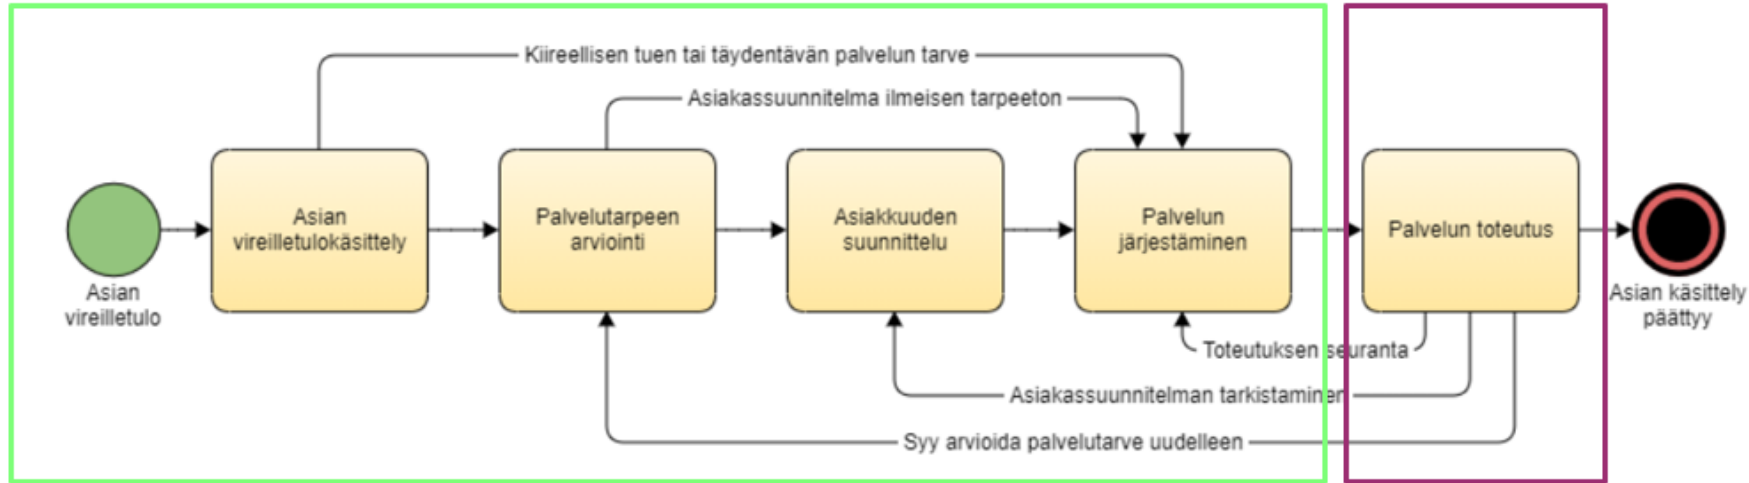 Kiireellisen tuen tai täydentävän palvelun tarve
Asiakassuunnitelma ilmeisen tarpeeton
Asian
vireilletulo
Asian
vireilletulokäsittely
Palvelutarpeen
arviointi
Asiakkuuden
suunnittelu
Palvelun
järjestäminen
Palvelun toteutus
Asian käsittely
päättyy
Toteutuksen seuranta
Asiakassuunnitelman tarkistaminen
Syy arvioida palvelutarve uudelleen